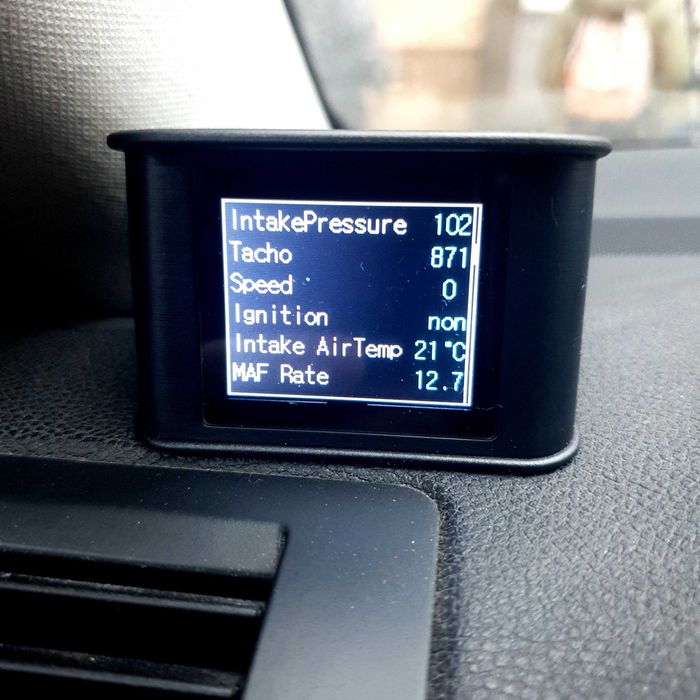 IntakePressure 102
Tacho 871
Speed 0
Ignition non
Intake AirTemp 21°C
MAF Rate 12.7